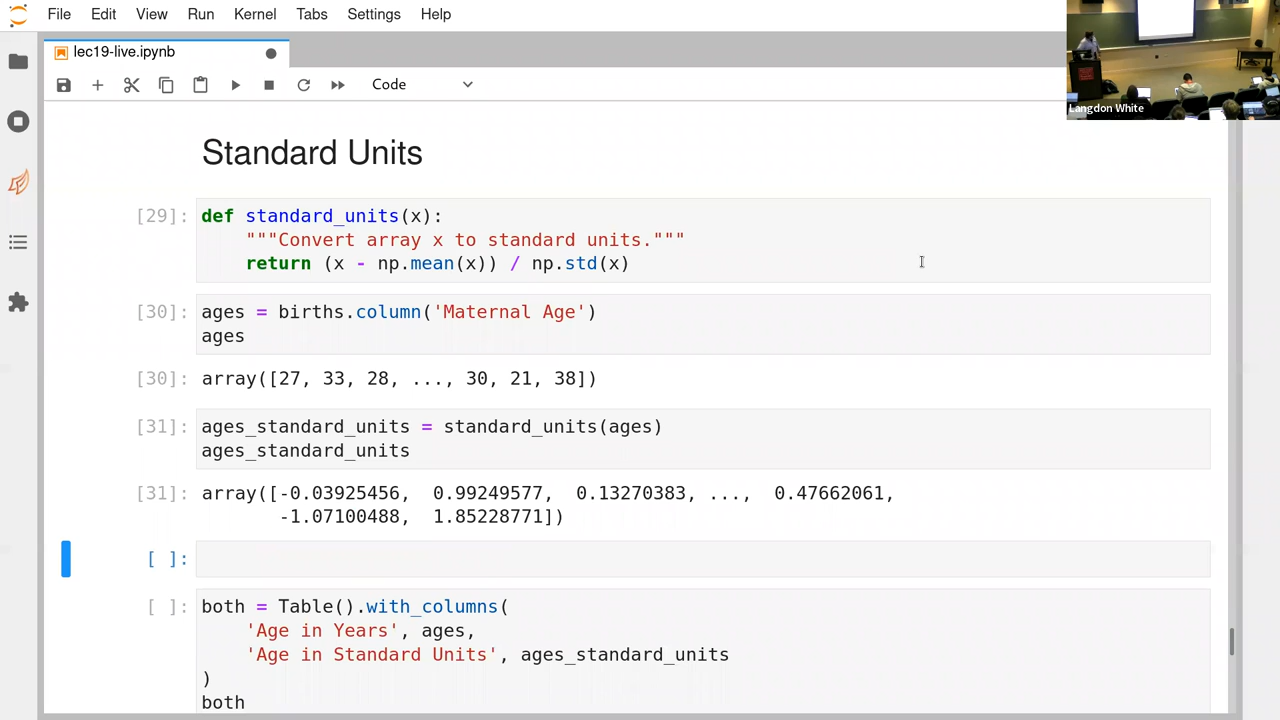 File Edit View Run Kernel Tabs Settings Help
lec19-live.ipynb
Code
Langdon White
Standard Units
[29]: def standard_units(x):
"""Convert array x to standard units."""
return (x - np.mean(x)) / np.std(x)
[30]: ages = births.column('Maternal Age')
ages
[30]: array([27, 33, 28, ..., 30, 21, 38])
[31]: ages_standard_units = standard_units(ages)
ages_standard_units
[31]: array([-0.03925456, 0.99249577, 0.13270383, ..., 0.47662061,
-1.07100488, 1.85228771])
[ ]:
[ ]: both = Table().with_columns(
'Age in Years', ages,
'Age in Standard Units', ages_standard_units
)
both